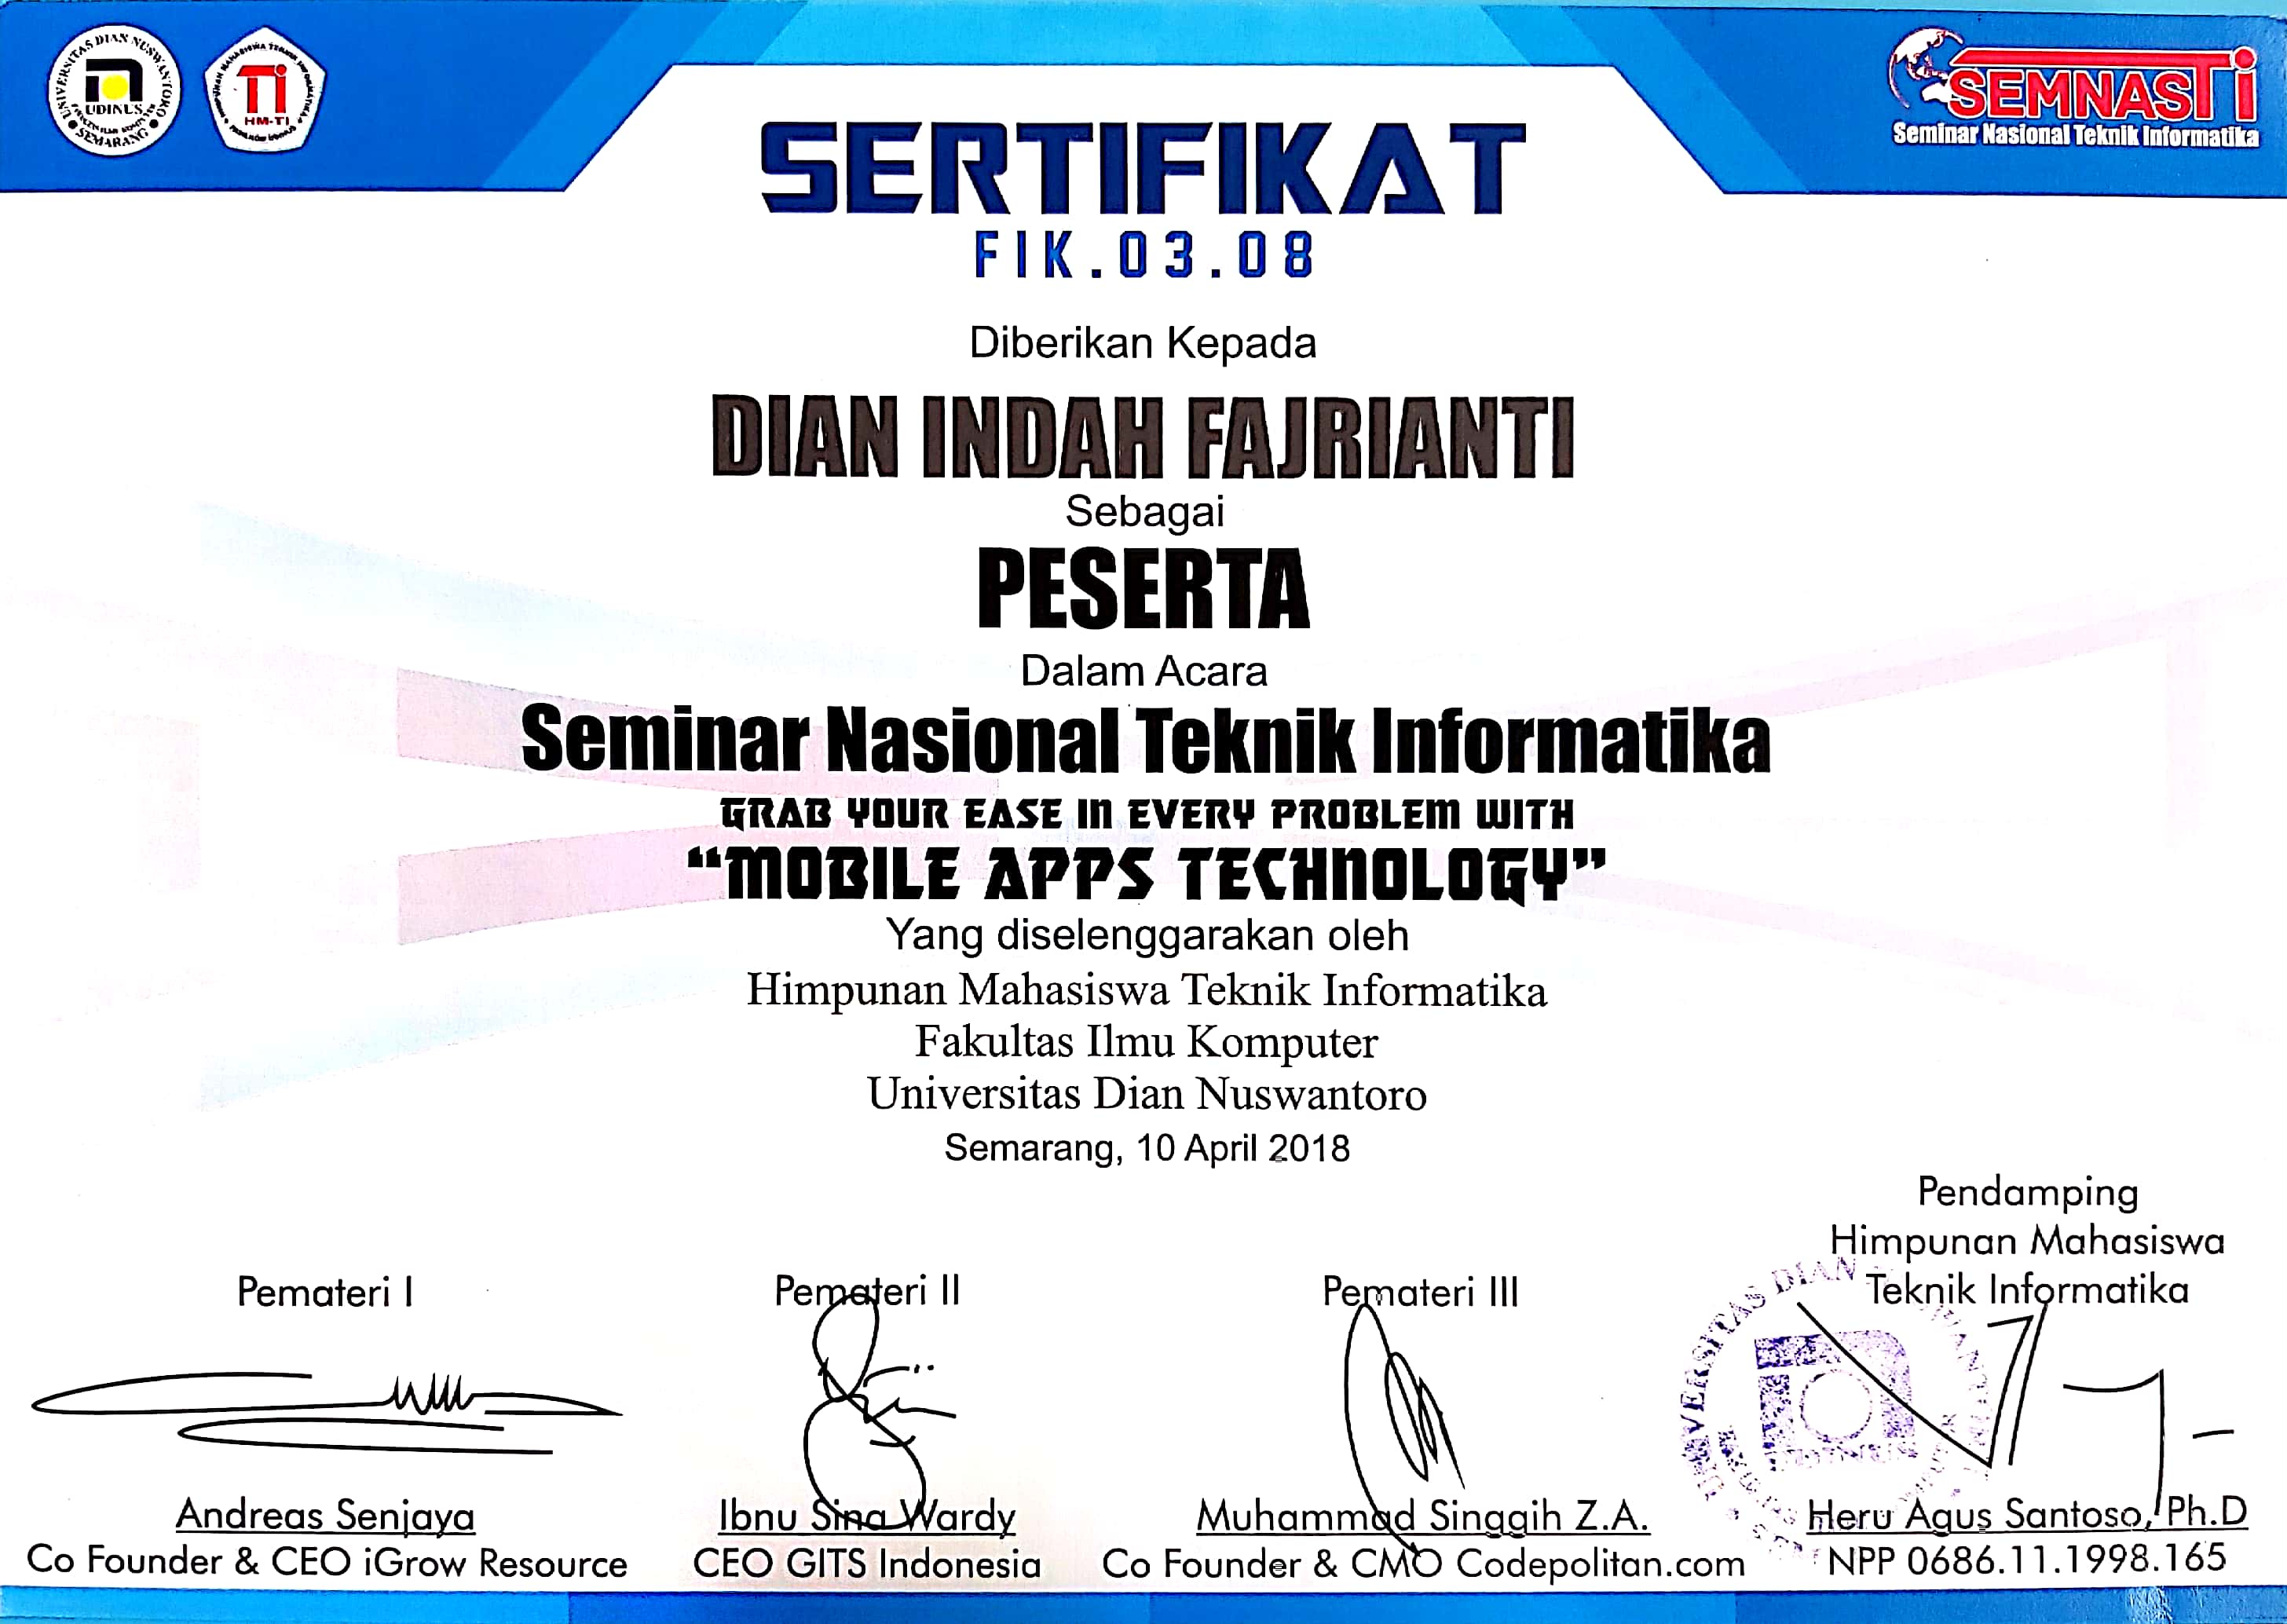 UNIVERSITAS DIAN NUSWANTORO
UDINUS
SEMARANG
TI
HM-TI
SEMNASTI
Seminar Nasional Teknik Informatika
SERTIFIKAT
FIK.03.08
Diberikan Kepada
DIAN INDAH FAJRIANTI
Sebagai
PESERTA
Dalam Acara
Seminar Nasional Teknik Informatika
GRAB YOUR EASE IN EVERY PROBLEM WITH
“MOBILE APPS TECHNOLOGY”
Yang diselenggarakan oleh
Himpunan Mahasiswa Teknik Informatika
Fakultas Ilmu Komputer
Universitas Dian Nuswantoro
Semarang, 10 April 2018
Pemateri I
Andreas Senjaya
Co Founder & CEO iGrow Resource
Pemateri II
Ibnu Sina Wardy
CEO GITS Indonesia
Pemateri III
Muhammad Singgih Z.A.
Co Founder & CMO Codepolitan.com
Pendamping
Himpunan Mahasiswa
Teknik Informatika
UNIVERSITAS DIAN
Heru Agus Santoso, Ph.D
NPP 0686.11.1998.165